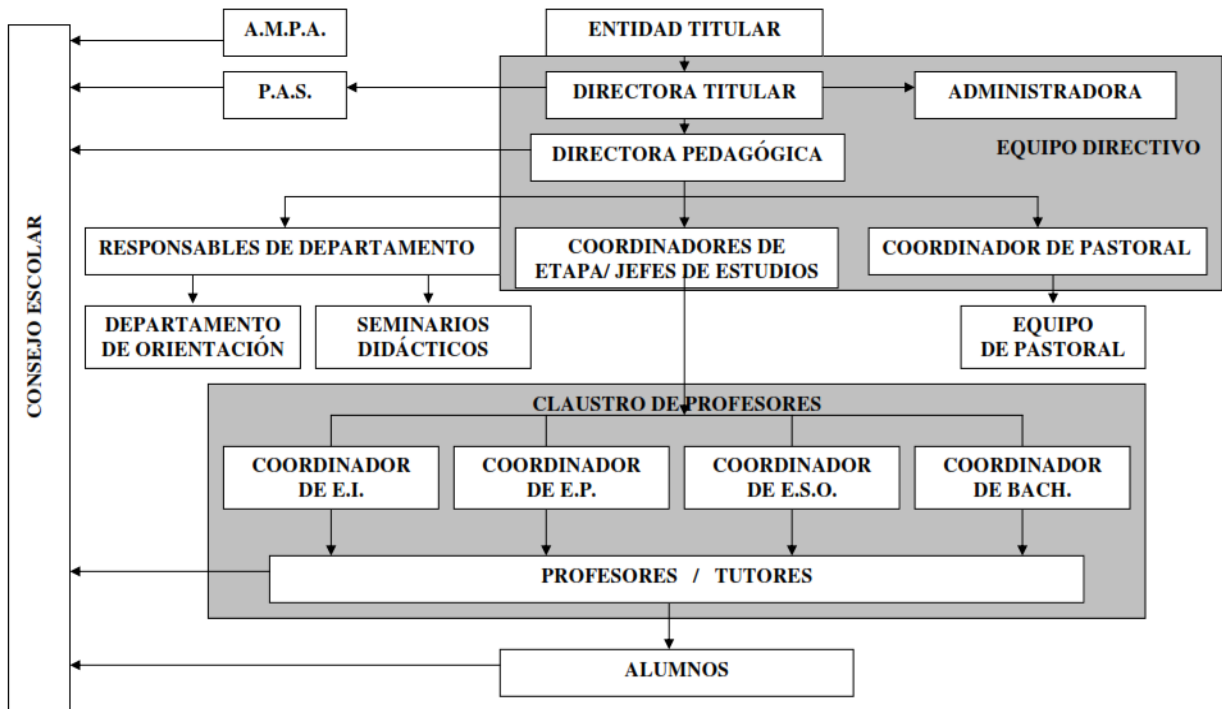 A.M.P.A.
ENTIDAD TITULAR
P.A.S.
DIRECTORA TITULAR
ADMINISTRADORA
DIRECTORA PEDAGÓGICA
EQUIPO DIRECTIVO
CONSEJO ESCOLAR
RESPONSABLES DE DEPARTAMENTO
COORDINADORES DE
ETAPA/ JEFES DE ESTUDIOS
COORDINADOR DE PASTORAL
DEPARTAMENTO
DE ORIENTACIÓN
SEMINARIOS
DIDÁCTICOS
EQUIPO
DE PASTORAL
CLAUSTRO DE PROFESORES
COORDINADOR
DE E.I.
COORDINADOR
DE E.P.
COORDINADOR
DE E.S.O.
COORDINADOR
DE BACH.
PROFESORES / TUTORES
ALUMNOS